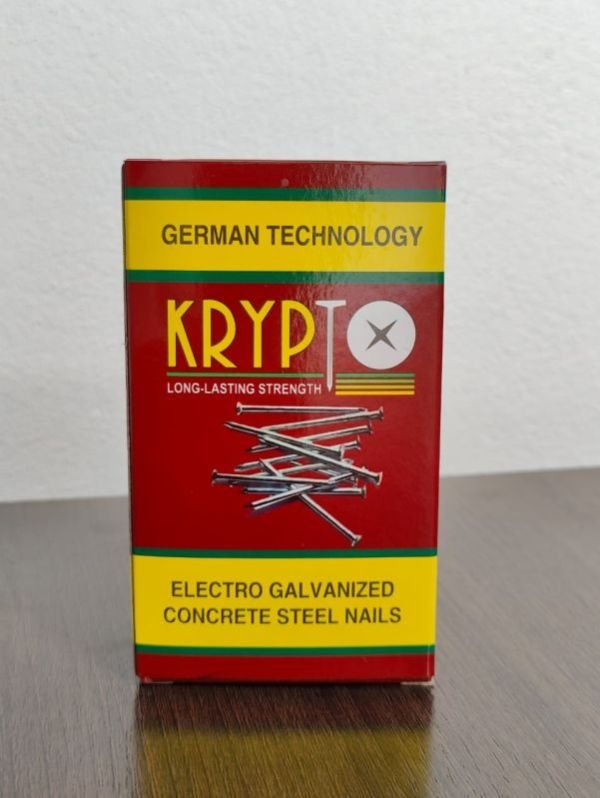 GERMAN TECHNOLOGY
KRYPTO
LONG-LASTING STRENGTH
ELECTRO GALVANIZED
CONCRETE STEEL NAILS